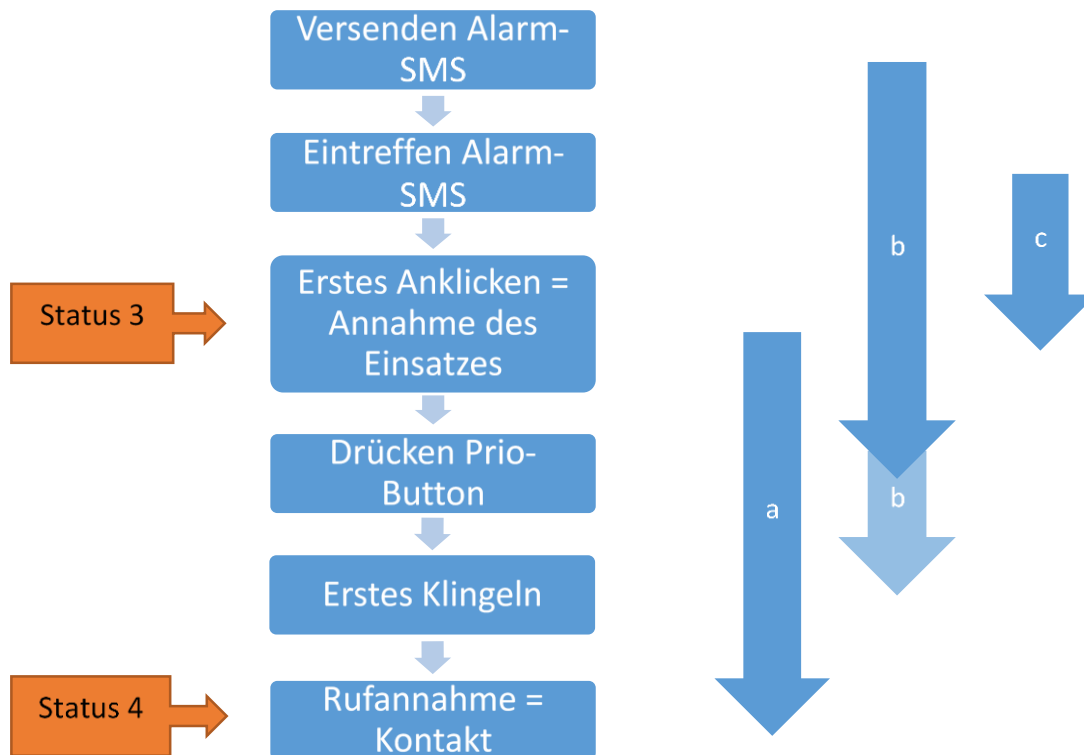 Versenden Alarm-
SMS
Eintreffen Alarm-
SMS
Status 3
Erstes Anklicken =
Annahme des
Einsatzes
Drücken Prio-
Button
Erstes Klingeln
Status 4
Rufannahme =
Kontakt
a
b
b
c